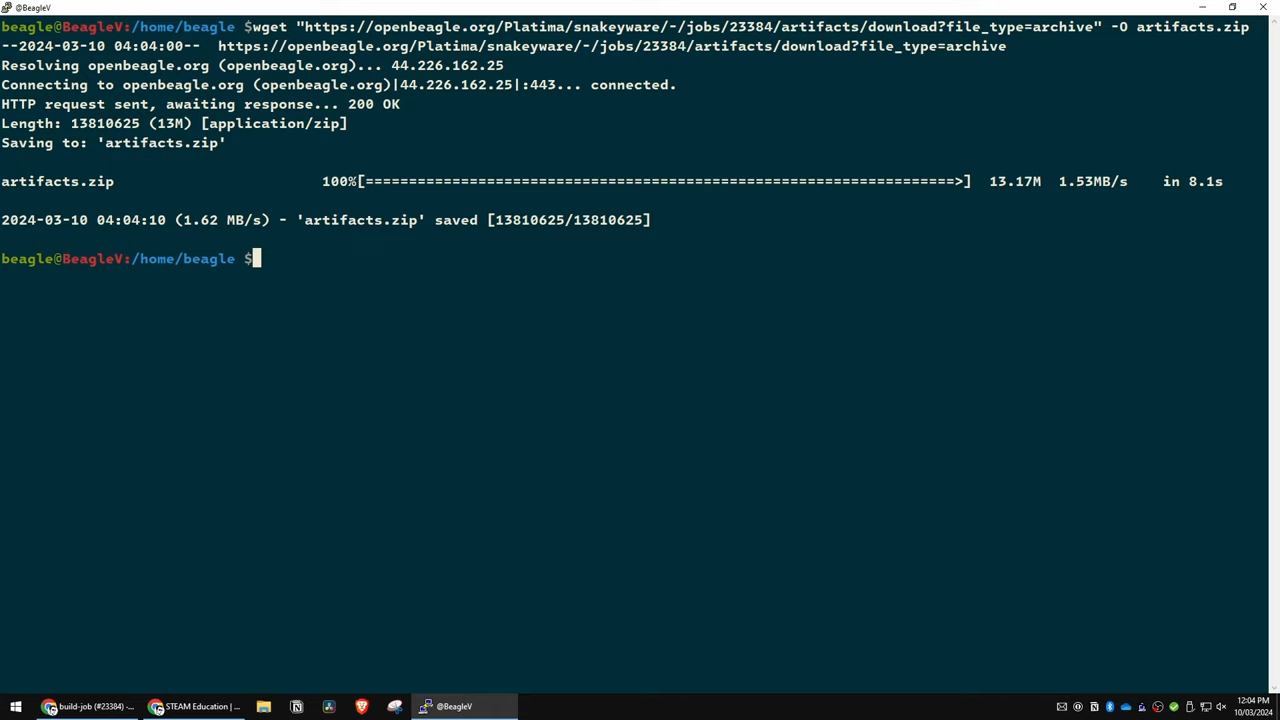 @BeagleV
beagle@BeagleV:/home/beagle $wget "https://openbeagle.org/Platima/snakeyware/-/jobs/23384/artifacts/download?file_type=archive" -O artifacts.zip
--2024-03-10 04:04:00--  https://openbeagle.org/Platima/snakeyware/-/jobs/23384/artifacts/download?file_type=archive
Resolving openbeagle.org (openbeagle.org)... 44.226.162.25
Connecting to openbeagle.org (openbeagle.org)|44.226.162.25|:443... connected.
HTTP request sent, awaiting response... 200 OK
Length: 13810625 (13M) [application/zip]
Saving to: 'artifacts.zip'
artifacts.zip 100%[====================================================================>] 13.17M 1.53MB/s in 8.1s
2024-03-10 04:04:10 (1.62 MB/s) - 'artifacts.zip' saved [13810625/13810625]
beagle@BeagleV:/home/beagle $
build-job (#23384) -... STEAM Education | ... @BeagleV 12:04 PM
10/03/2024